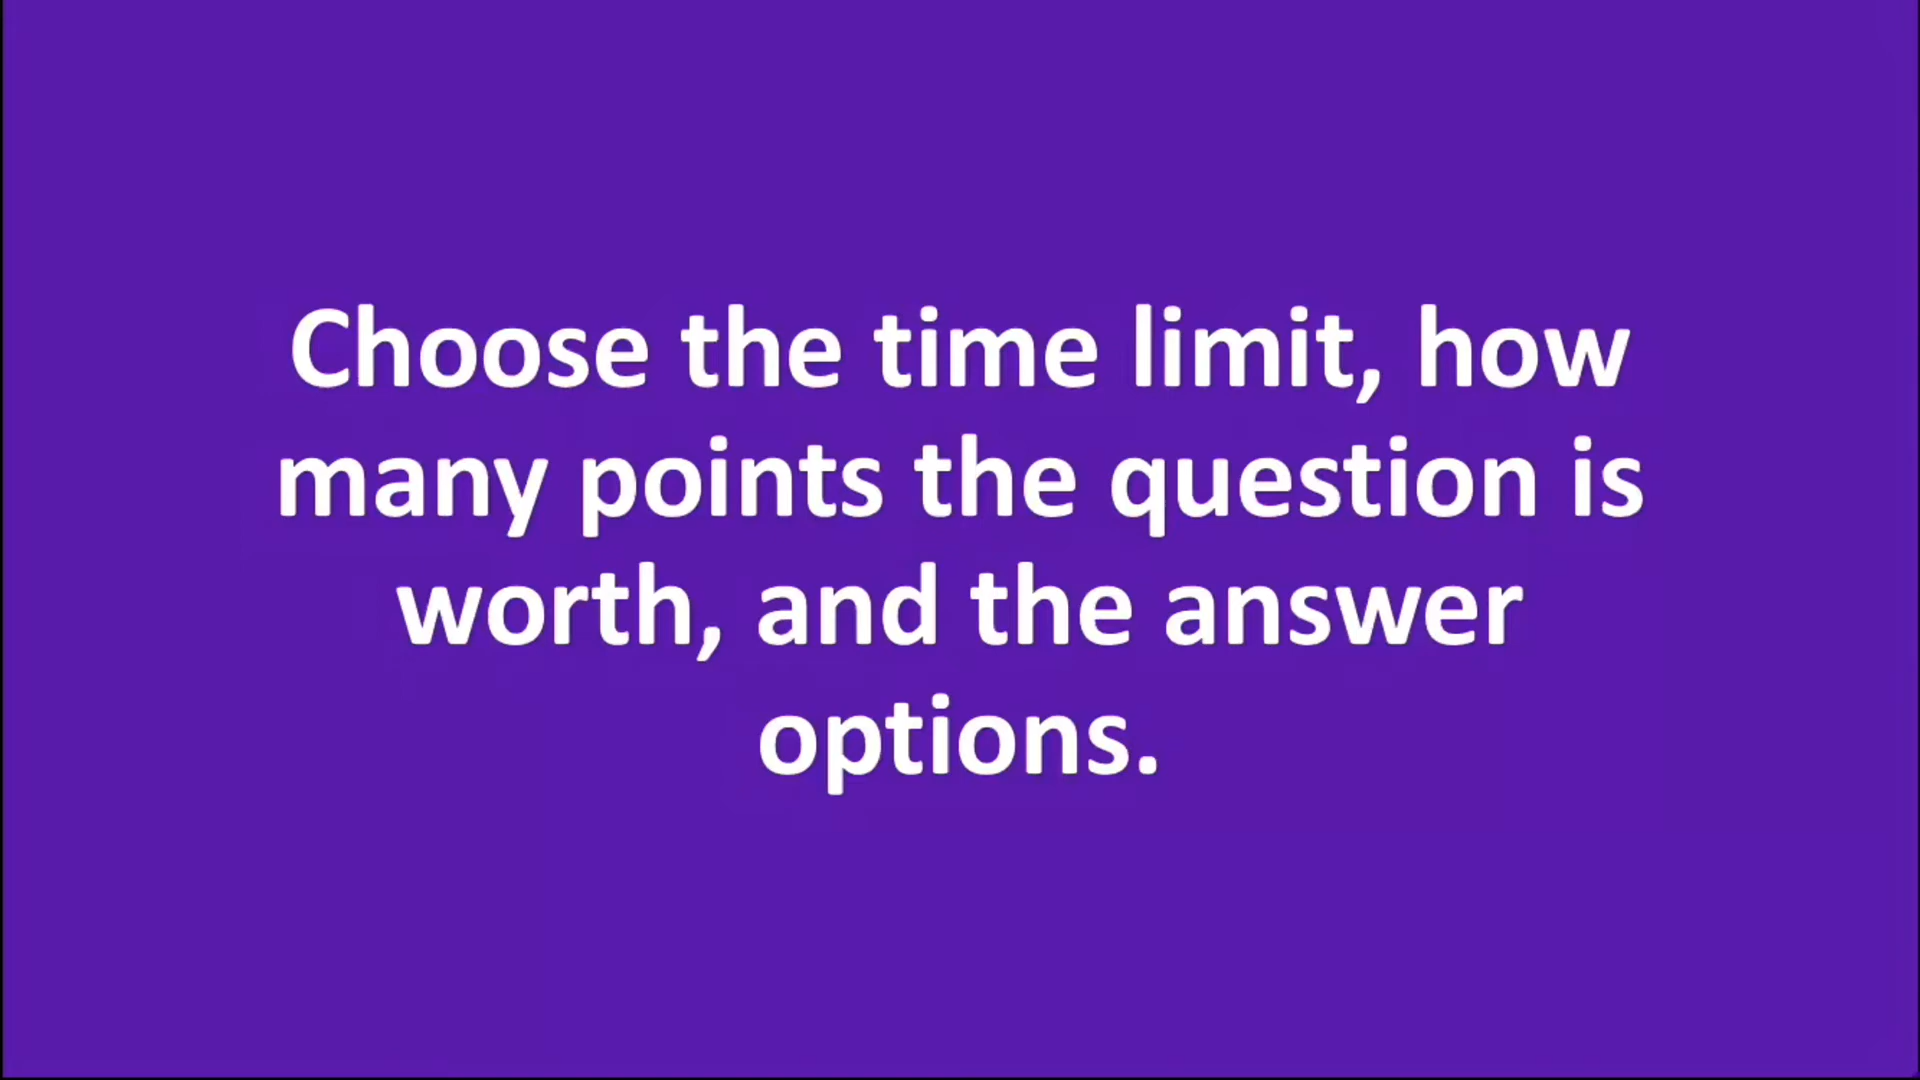 Choose the time limit, how
many points the question is
worth, and the answer
options.